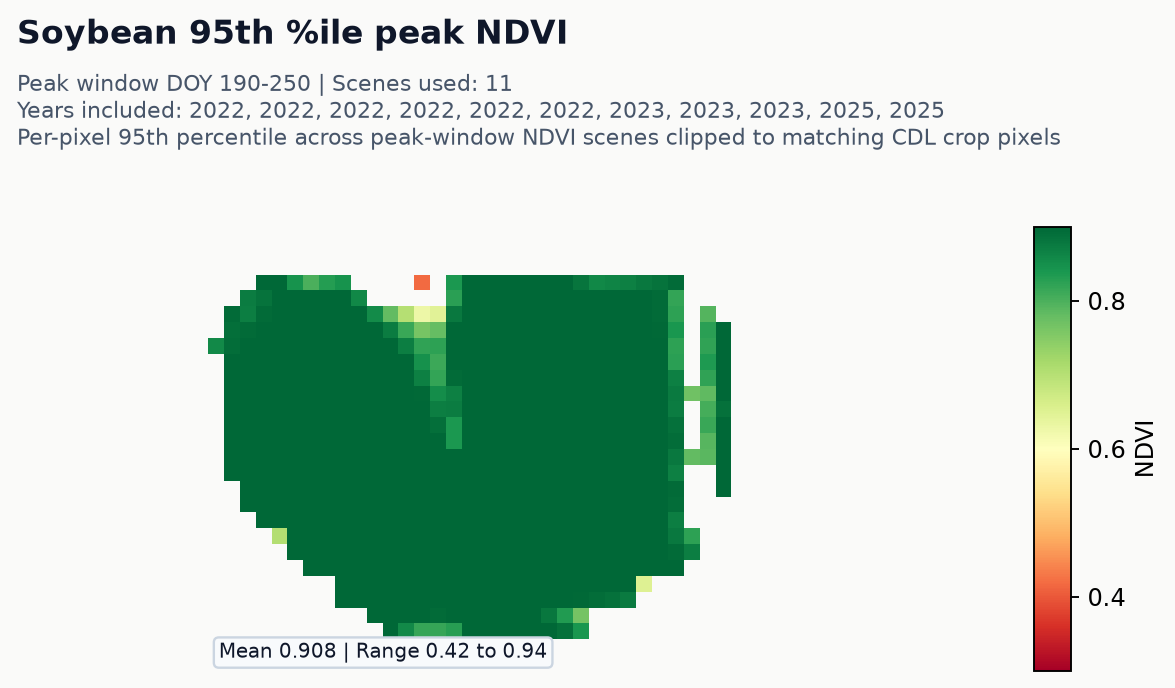 Soybean 95th %ile peak NDVI
Peak window DOY 190-250 | Scenes used: 11
Years included: 2022, 2022, 2022, 2022, 2022, 2022, 2023, 2023, 2023, 2025, 2025
Per-pixel 95th percentile across peak-window NDVI scenes clipped to matching CDL crop pixels
0.8
0.6
0.4
NDVI
Mean 0.908 | Range 0.42 to 0.94